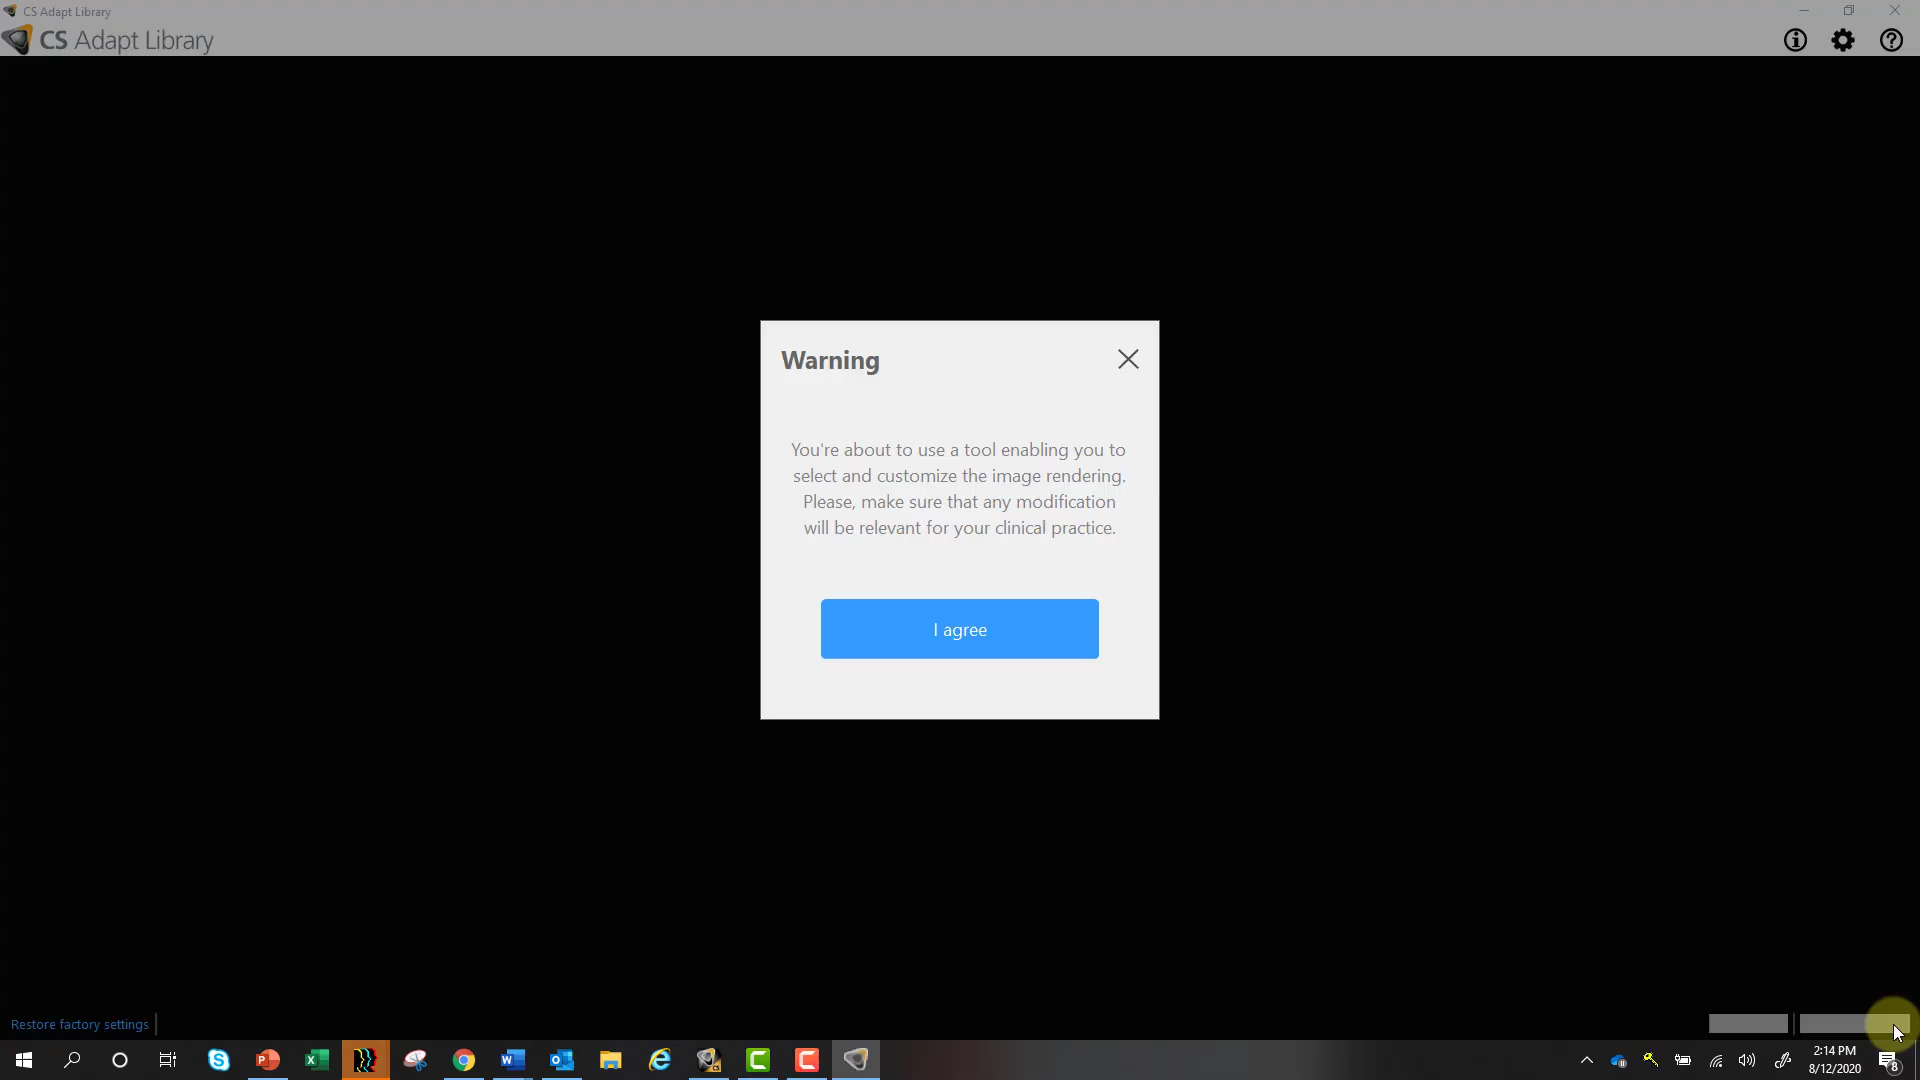 CS Adapt Library
CS Adapt Library
Warning
You're about to use a tool enabling you to
select and customize the image rendering.
Please, make sure that any modification
will be relevant for your clinical practice.
I agree
Restore factory settings
2:14 PM
8/12/2020
8